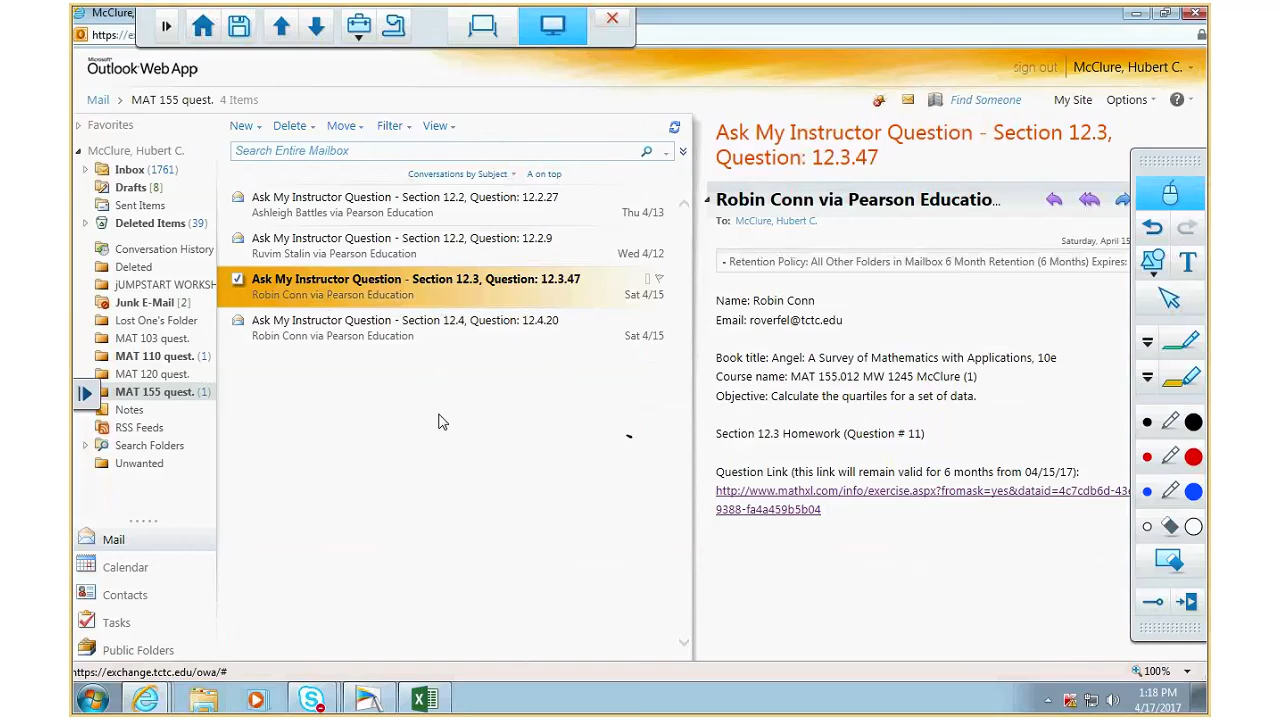 McClure,
https://e
Microsoft
Outlook Web App
sign out
McClure, Hubert C.
Mail > MAT 155 quest. 4 Items
Find Someone
My Site
Options
Favorites
McClure, Hubert C.
Inbox (1761)
Drafts [8]
Sent Items
Deleted Items (39)
Conversation History
Deleted
jUMPSTART WORKSH
Junk E-Mail [2]
Lost One's Folder
MAT 103 quest.
MAT 110 quest. (1)
MAT 120 quest.
MAT 155 quest. (1)
Notes
RSS Feeds
Search Folders
Unwanted
Mail
Calendar
Contacts
Tasks
Public Folders
New
Delete
Move
Filter
View
Search Entire Mailbox
Conversations by Subject
A on top
Ask My Instructor Question - Section 12.2, Question: 12.2.27
Ashleigh Battles via Pearson Education
Thu 4/13
Ask My Instructor Question - Section 12.2, Question: 12.2.9
Ruvim Stalin via Pearson Education
Wed 4/12
Ask My Instructor Question - Section 12.3, Question: 12.3.47
Robin Conn via Pearson Education
Sat 4/15
Ask My Instructor Question - Section 12.4, Question: 12.4.20
Robin Conn via Pearson Education
Sat 4/15
Ask My Instructor Question - Section 12.3,
Question: 12.3.47
Robin Conn via Pearson Educatio...
To: McClure, Hubert C.
Saturday, April 15
- Retention Policy: All Other Folders in Mailbox 6 Month Retention (6 Months) Expires:
Name: Robin Conn
Email: roverfel@tctc.edu
Book title: Angel: A Survey of Mathematics with Applications, 10e
Course name: MAT 155.012 MW 1245 McClure (1)
Objective: Calculate the quartiles for a set of data.
Section 12.3 Homework (Question # 11)
Question Link (this link will remain valid for 6 months from 04/15/17):
http://www.mathxl.com/info/exercise.aspx?fromask=yes&dataid=4c7cdb6d-43e
9388-fa4a459b5b04
T
https://exchange.tctc.edu/owa/#
100%
1:18 PM
4/17/2017